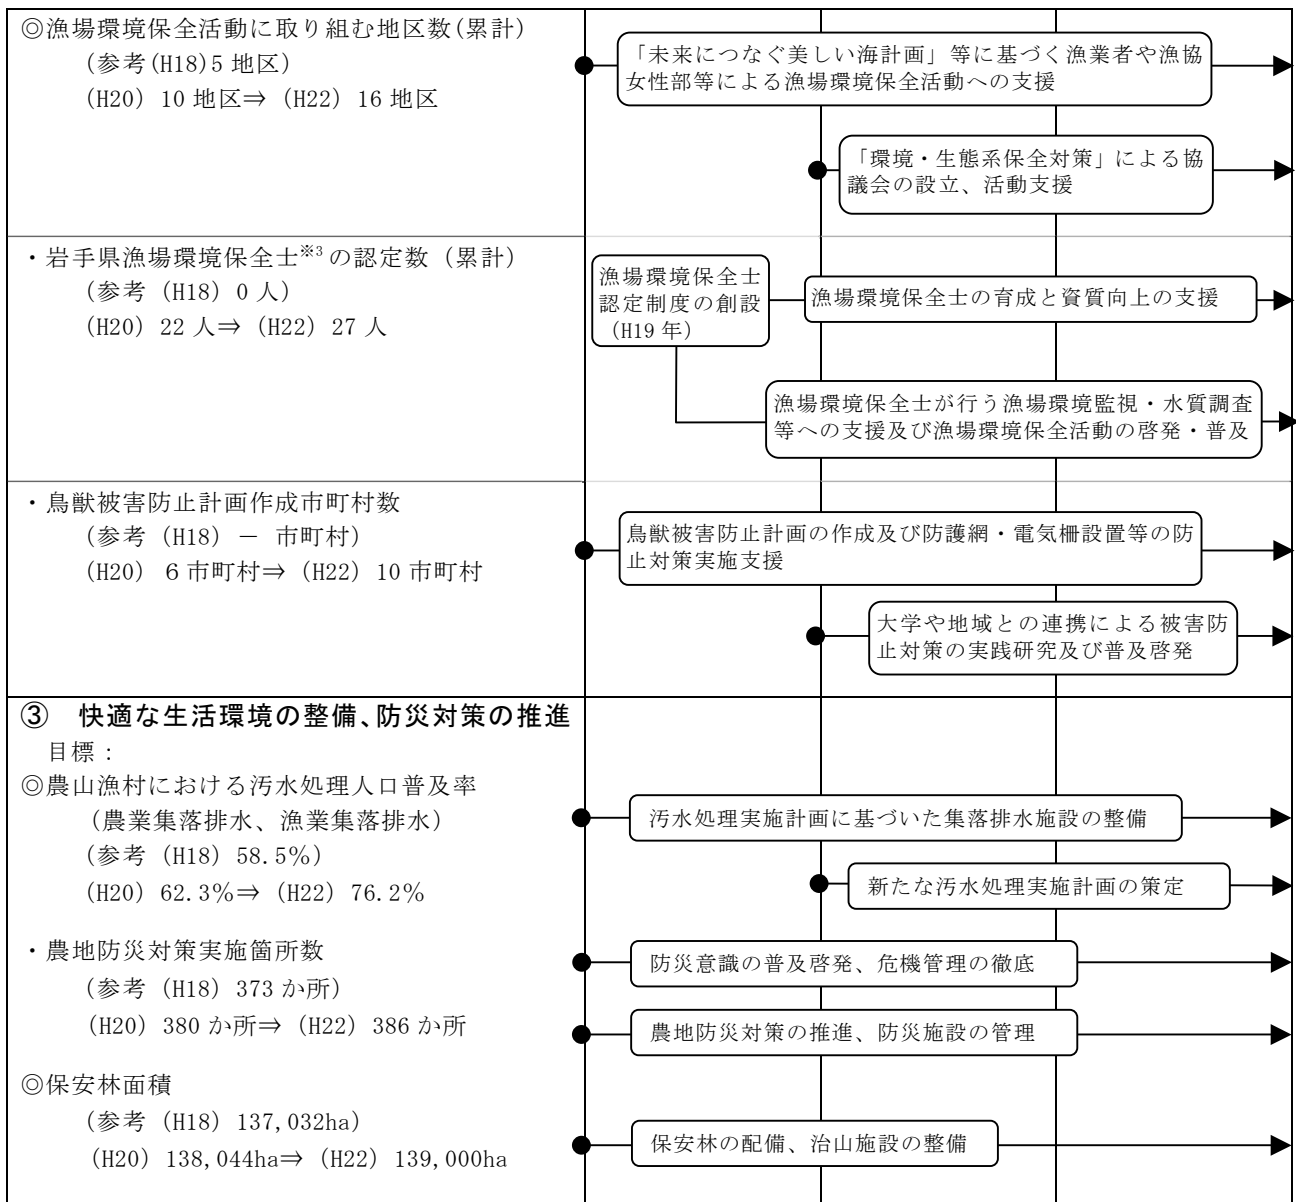 ◎漁場環境保全活動に取り組む地区数(累計)
(参考(H18)5 地区)
(H20) 10 地区⇒ (H22) 16 地区
「未来につなぐ美しい海計画」等に基づく漁業者や漁協
女性部等による漁場環境保全活動への支援
「環境・生態系保全対策」による協
議会の設立、活動支援
・岩手県漁場環境保全士※3の認定数（累計）
（参考（H18）0 人）
（H20）22 人⇒（H22）27 人
漁場環境保全士
認定制度の創設
（H19 年）
漁場環境保全士の育成と資質向上の支援
漁場環境保全士が行う漁場環境監視・水質調査
等への支援及び漁場環境保全活動の啓発・普及
・鳥獣被害防止計画作成市町村数
（参考（H18）－ 市町村）
（H20）６市町村⇒（H22）10 市町村
鳥獣被害防止計画の作成及び防護網・電気柵設置等の防
止対策実施支援
大学や地域との連携による被害防
止対策の実践研究及び普及啓発
③　快適な生活環境の整備、防災対策の推進
目標：
◎農山漁村における汚水処理人口普及率
（農業集落排水、漁業集落排水）
（参考（H18）58.5％）
（H20）62.3％⇒（H22）76.2％
汚水処理実施計画に基づいた集落排水施設の整備
新たな汚水処理実施計画の策定
・農地防災対策実施箇所数
（参考（H18）373 か所）
（H20）380 か所⇒（H22）386 か所
防災意識の普及啓発、危機管理の徹底
農地防災対策の推進、防災施設の管理
◎保安林面積
（参考（H18）137,032ha）
（H20）138,044ha⇒（H22）139,000ha
保安林の配備、治山施設の整備